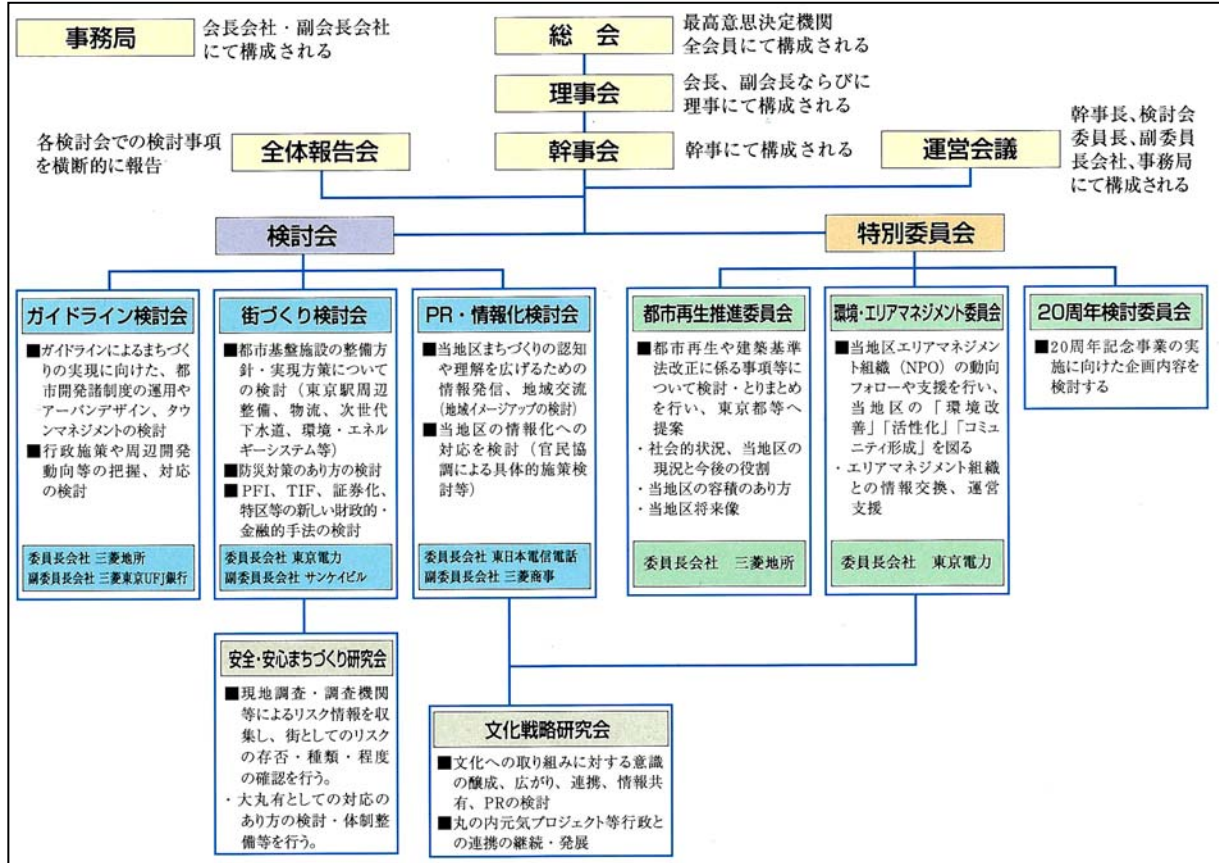 事務局
会長会社・副会長会社
にて構成される
総　会
最高意思決定機関
全会員にて構成される
理事会
会長、副会長ならびに
理事にて構成される
各検討会での検討事項
を横断的に報告
全体報告会
幹事会
幹事にて構成される
運営会議
幹事長、検討会
委員長、副委員
長会社、事務局
にて構成される
検討会
特別委員会
ガイドライン検討会
■ガイドラインによるまちづく
りの実現に向けた、都
市開発諸制度の運用や
アーバンデザイン、タウ
ンマネジメントの検討
■行政施策や周辺開発
動向等の把握、対応
の検討
委員長会社 三菱地所
副委員長会社 三菱東京UFJ銀行
街づくり検討会
■都市基盤施設の整備方
針・実現方策について
の検討（東京駅周辺
整備、物流、次世代
下水道、環境・エネル
ギーシステム等）
■防災対策のあり方の検討
■PFI、TIF、証券化、
特区等の新しい財政的・
金融的手法の検討
委員長会社 東京電力
副委員長会社 サンケイビル
PR・情報化検討会
■当地区まちづくりの認知
や理解を広げるための
情報発信、地域交流
(地域イメージアップの検討)
■当地区の情報化への
対応を検討（官民協
調による具体的施策検
討等）
委員長会社 東日本電信電話
副委員長会社 三菱商事
都市再生推進委員会
■都市再生や建築基準
法改正に係る事項等に
ついて検討・とりまとめ
を行い、東京都等へ
提案
・社会的状況、当地区の
現況と今後の役割
・当地区の容積のあり方
・当地区将来像
委員長会社　三菱地所
環境・エリアマネジメント委員会
■当地区エリアマネジメン
ト組織（NPO）の動向
フォローや支援を行い、
当地区の「環境改
善」「活性化」「コミュ
ニティ形成」を図る
・エリアマネジメント組織
との情報交換、運営
支援
委員長会社　東京電力
20周年検討委員会
■20周年記念事業の実
施に向けた企画内容を
検討する
安全・安心まちづくり研究会
■現地調査・調査機関
等によるリスク情報を収
集し、街としてのリスク
の存否・種類・程度
の確認を行う。
・大丸有としての対応の
あり方の検討・体制整
備等を行う。
文化戦略研究会
■文化への取り組みに対する意識
の醸成、広がり、連携、情報共
有、PRの検討
■丸の内元気プロジェクト等行政と
の連携の継続・発展